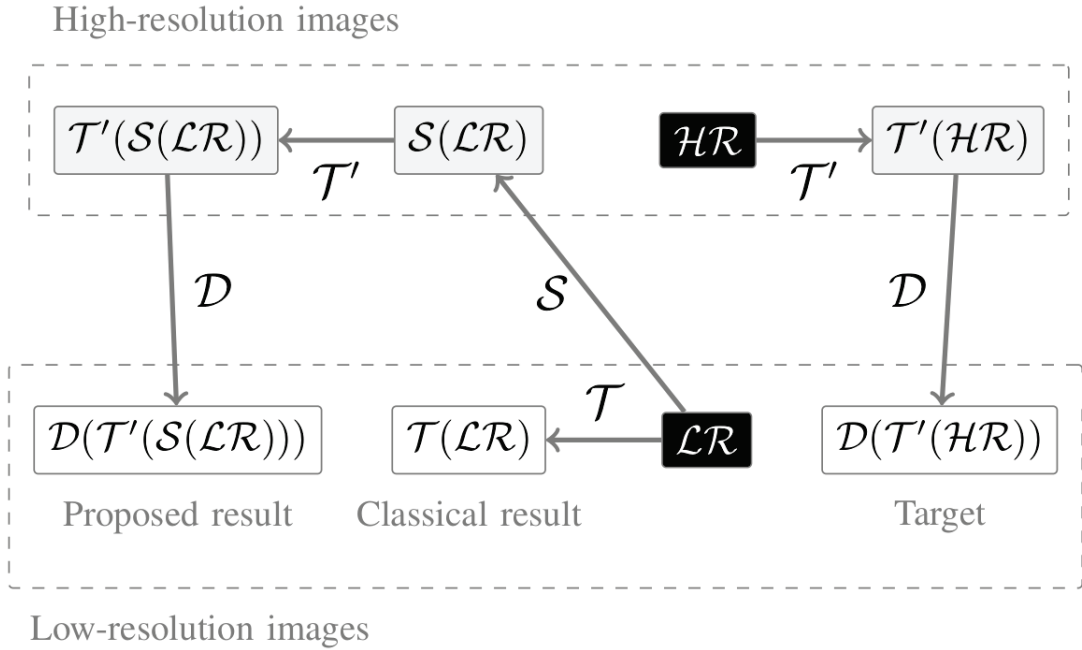 High-resolution images
𝒯′(𝒮(ℒℛ)) 𝒮(ℒℛ) ℋℛ 𝒯′(ℋℛ)
𝒯′ 𝒯′
𝒟 𝒮 𝒟
𝒯
𝒟(𝒯′(𝒮(ℒℛ))) 𝒯(ℒℛ) ℒℛ 𝒟(𝒯′(ℋℛ))
Proposed result Classical result Target
Low-resolution images